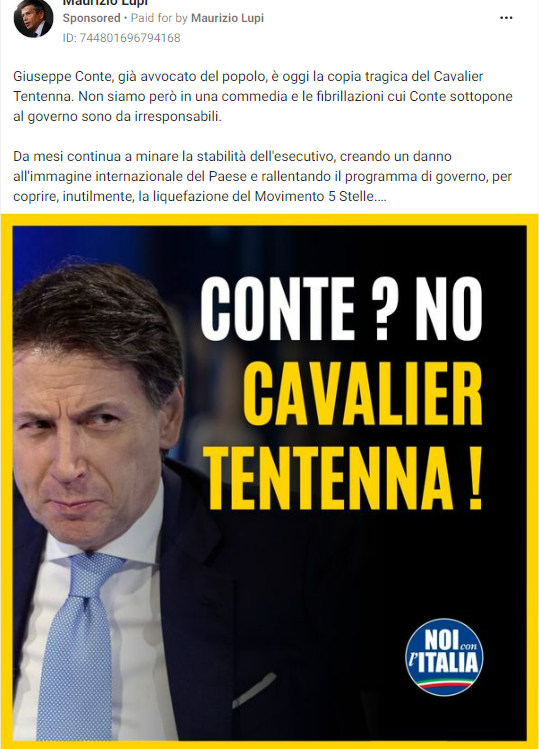 Maurizio Lupi
Sponsored • Paid for by Maurizio Lupi
ID: 744801696794168
Giuseppe Conte, già avvocato del popolo, è oggi la copia tragica del Cavalier
Tentenna. Non siamo però in una commedia e le fibrillazioni cui Conte sottopone
al governo sono da irresponsabili.
Da mesi continua a minare la stabilità dell'esecutivo, creando un danno
all'immagine internazionale del Paese e rallentando il programma di governo, per
coprire, inutilmente, la liquefazione del Movimento 5 Stelle....
CONTE ? NO
CAVALIER
TENTENNA !
NOI con
l'ITALIA